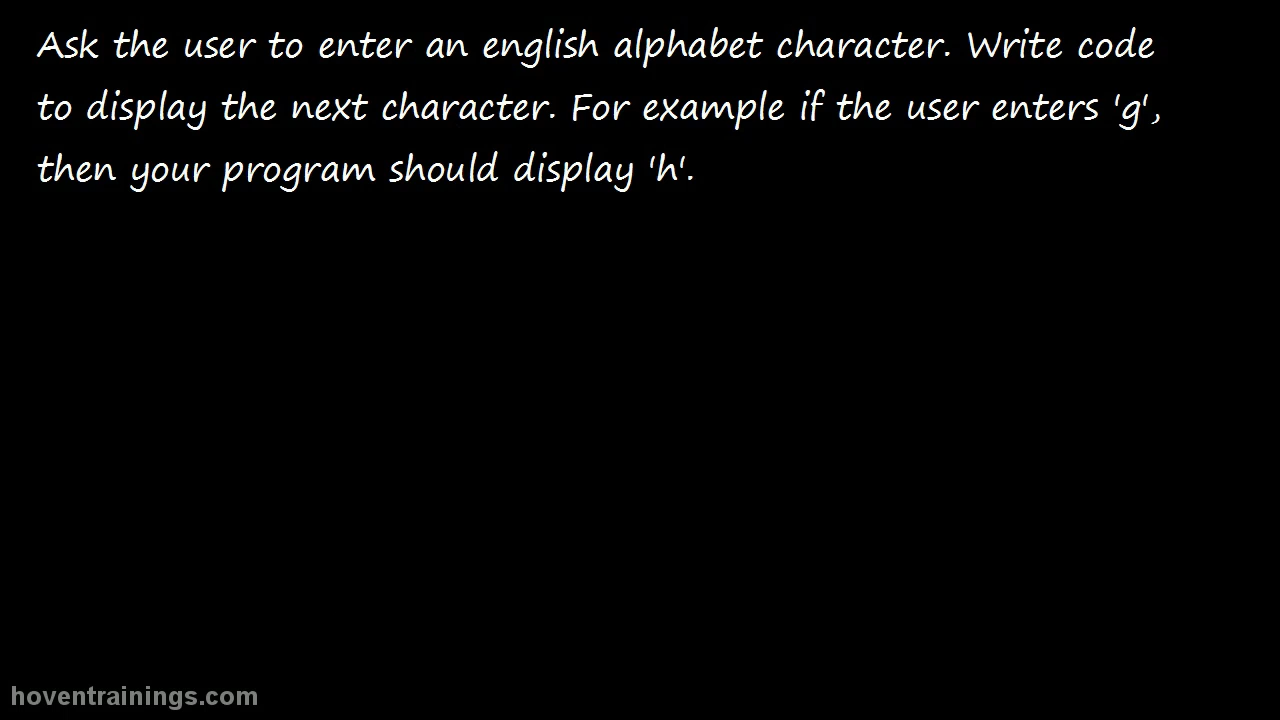 Ask the user to enter an english alphabet character. Write code
to display the next character. For example if the user enters 'g',
then your program should display 'h'.
hoventrainings.com